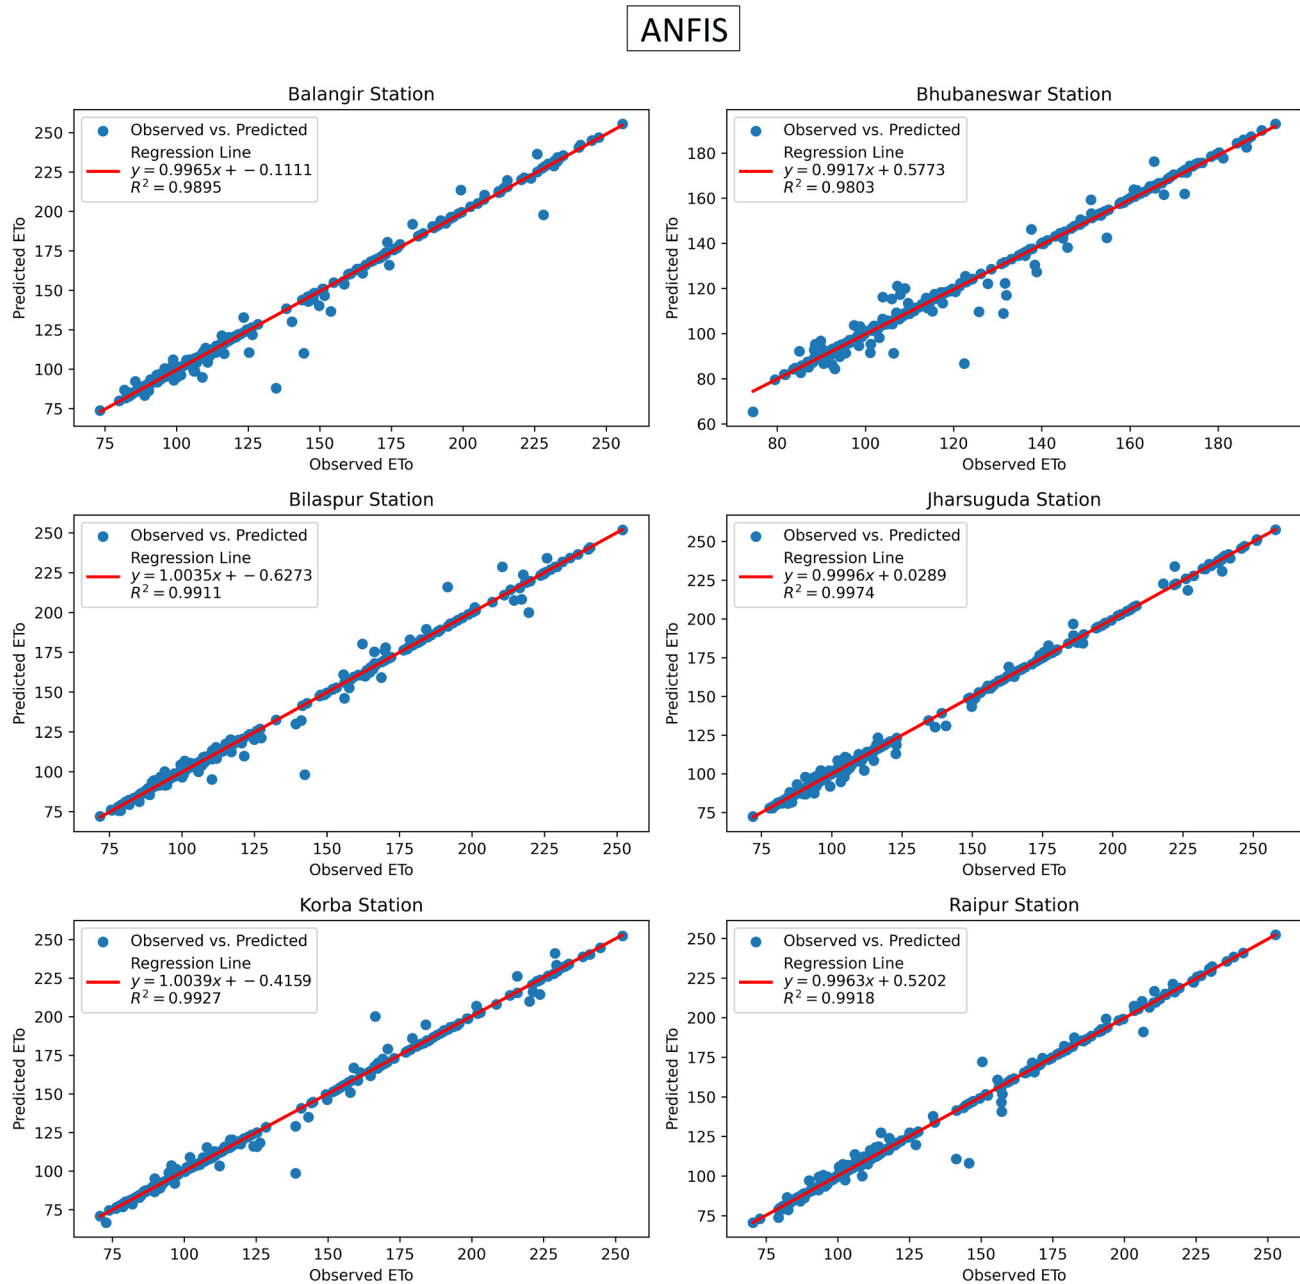 ANFIS
Balangir Station
Observed vs. Predicted
Regression Line
y = 0.9965x + −0.1111
R² = 0.9895
Predicted ETo
250
225
200
175
150
125
100
75
75 100 125 150 175 200 225 250
Observed ETo
Bhubaneswar Station
Observed vs. Predicted
Regression Line
y = 0.9917x + 0.5773
R² = 0.9803
Predicted ETo
180
160
140
120
100
80
60
80 100 120 140 160 180
Observed ETo
Bilaspur Station
Observed vs. Predicted
Regression Line
y = 1.0035x + −0.6273
R² = 0.9911
Predicted ETo
250
225
200
175
150
125
100
75
75 100 125 150 175 200 225 250
Observed ETo
Jharsuguda Station
Observed vs. Predicted
Regression Line
y = 0.9996x + 0.0289
R² = 0.9974
Predicted ETo
250
225
200
175
150
125
100
75
75 100 125 150 175 200 225 250
Observed ETo
Korba Station
Observed vs. Predicted
Regression Line
y = 1.0039x + −0.4159
R² = 0.9927
Predicted ETo
250
225
200
175
150
125
100
75
75 100 125 150 175 200 225 250
Observed ETo
Raipur Station
Observed vs. Predicted
Regression Line
y = 0.9963x + 0.5202
R² = 0.9918
Predicted ETo
250
225
200
175
150
125
100
75
75 100 125 150 175 200 225 250
Observed ETo